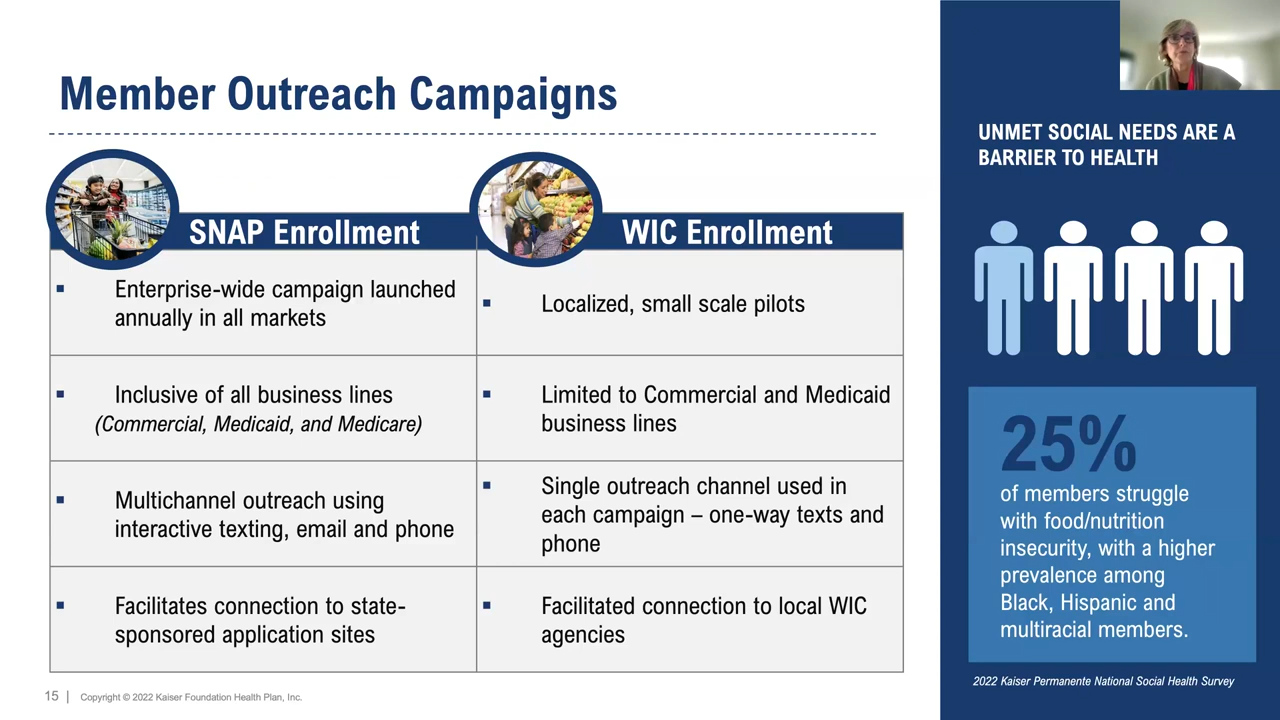 Member Outreach Campaigns
SNAP Enrollment
WIC Enrollment
▪ Enterprise-wide campaign launched
annually in all markets
▪ Localized, small scale pilots
▪ Inclusive of all business lines
(Commercial, Medicaid, and Medicare)
▪ Limited to Commercial and Medicaid
business lines
▪ Multichannel outreach using
interactive texting, email and phone
▪ Single outreach channel used in
each campaign – one-way texts and
phone
▪ Facilitates connection to state-
sponsored application sites
▪ Facilitated connection to local WIC
agencies
15 | Copyright © 2022 Kaiser Foundation Health Plan, Inc.
UNMET SOCIAL NEEDS ARE A
BARRIER TO HEALTH
25%
of members struggle
with food/nutrition
insecurity, with a higher
prevalence among
Black, Hispanic and
multiracial members.
2022 Kaiser Permanente National Social Health Survey